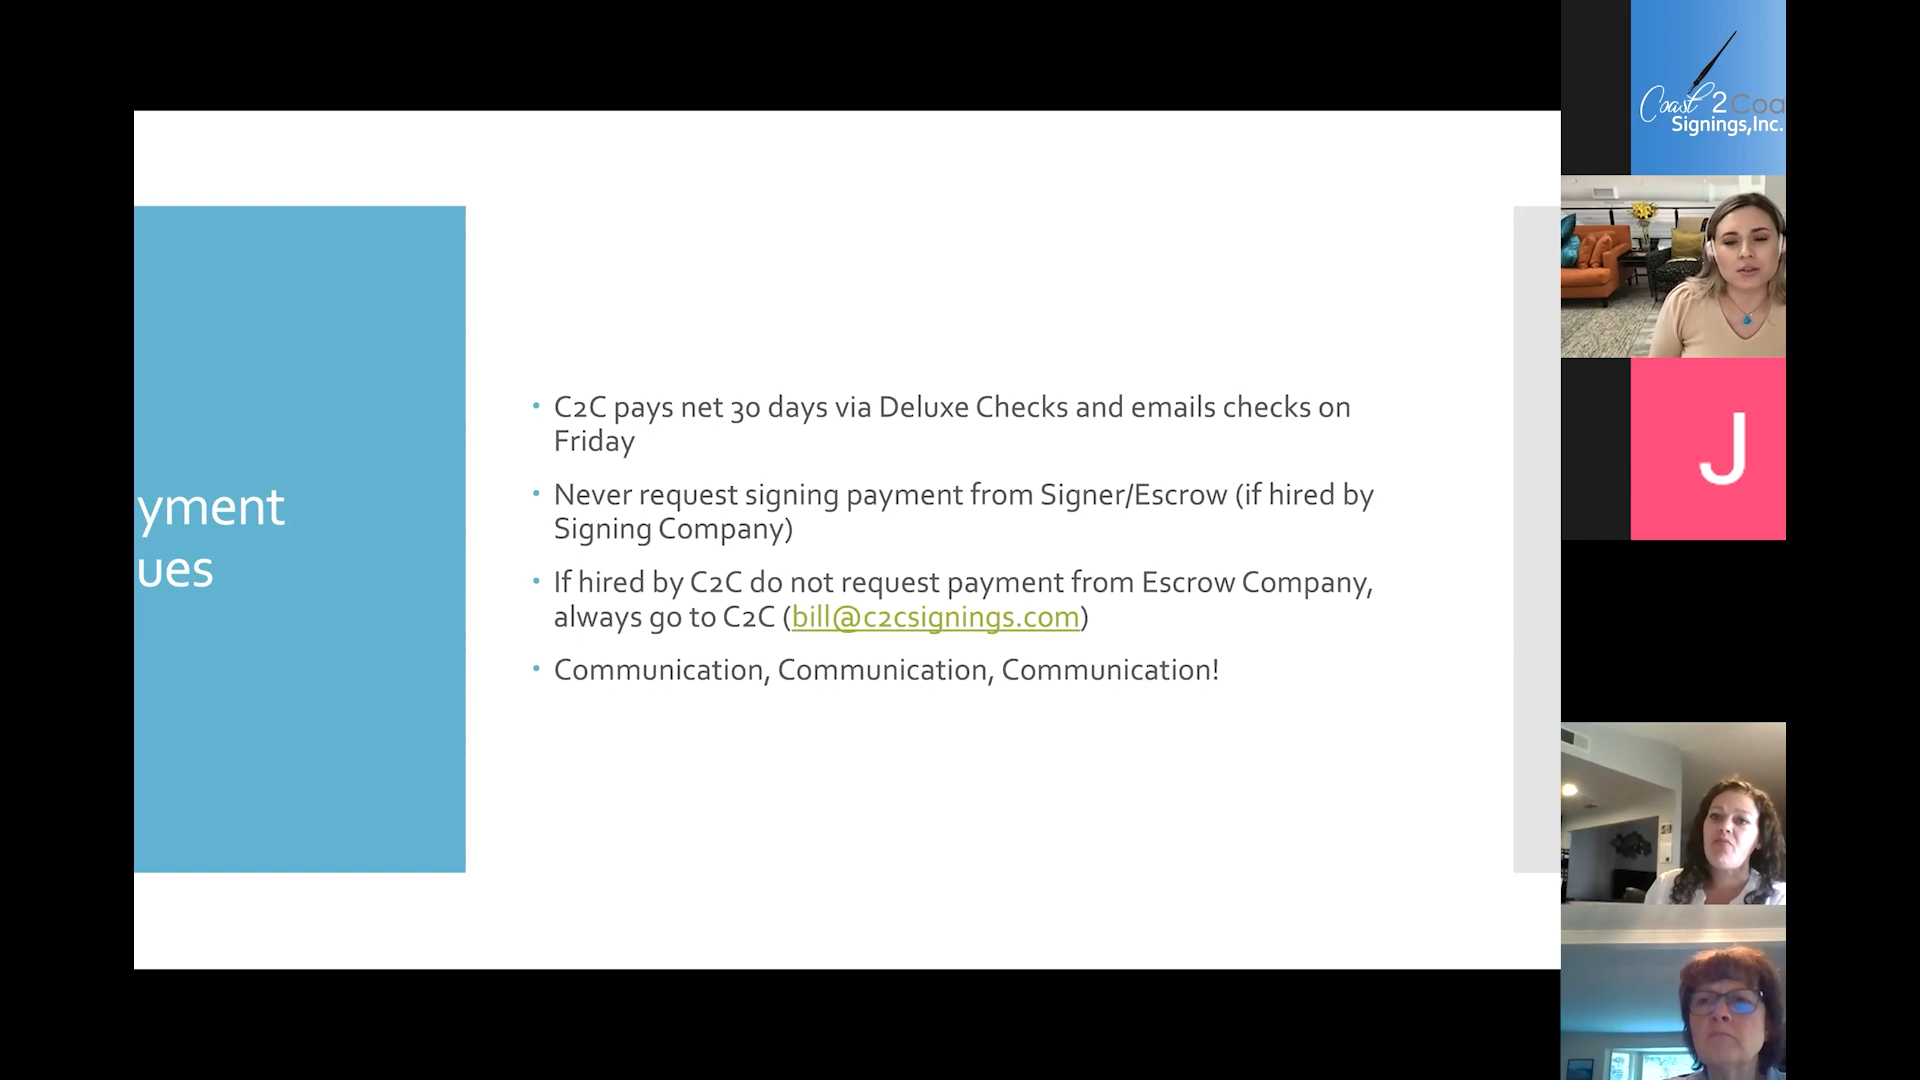 yment
ues
C2C pays net 30 days via Deluxe Checks and emails checks on
Friday
Never request signing payment from Signer/Escrow (if hired by
Signing Company)
If hired by C2C do not request payment from Escrow Company,
always go to C2C (bill@c2csignings.com)
Communication, Communication, Communication!
Coast 2 Coa
Signings, Inc.
J